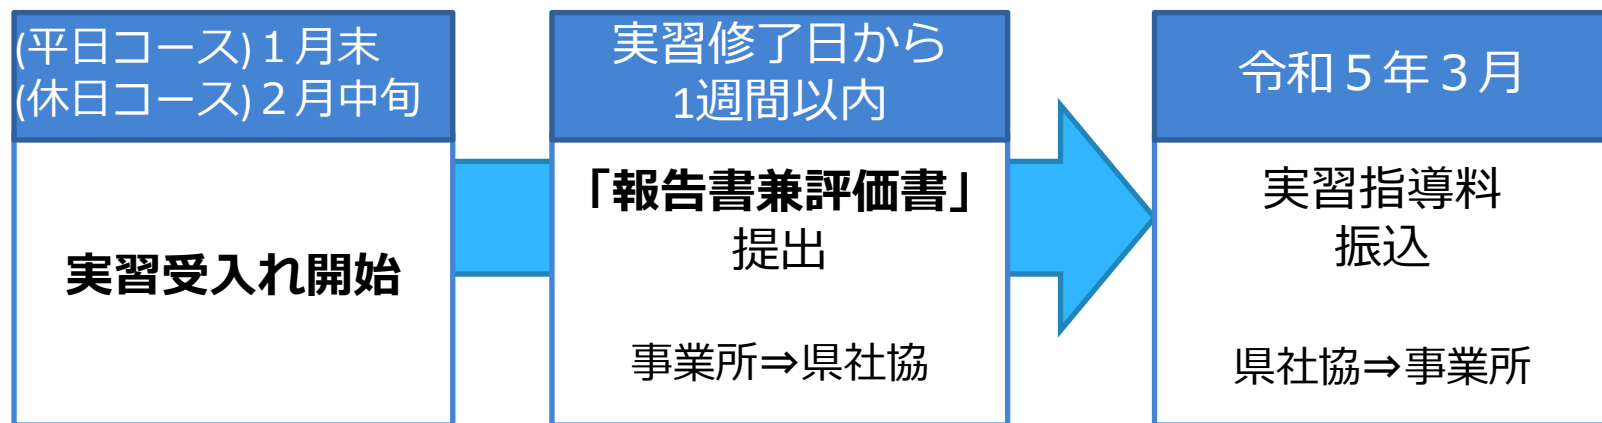 (平日コース)１月末
(休日コース)２月中旬
実習受入れ開始
実習修了日から
1週間以内
「報告書兼評価書」
提出
事業所⇒県社協
令和５年３月
実習指導料
振込
県社協⇒事業所